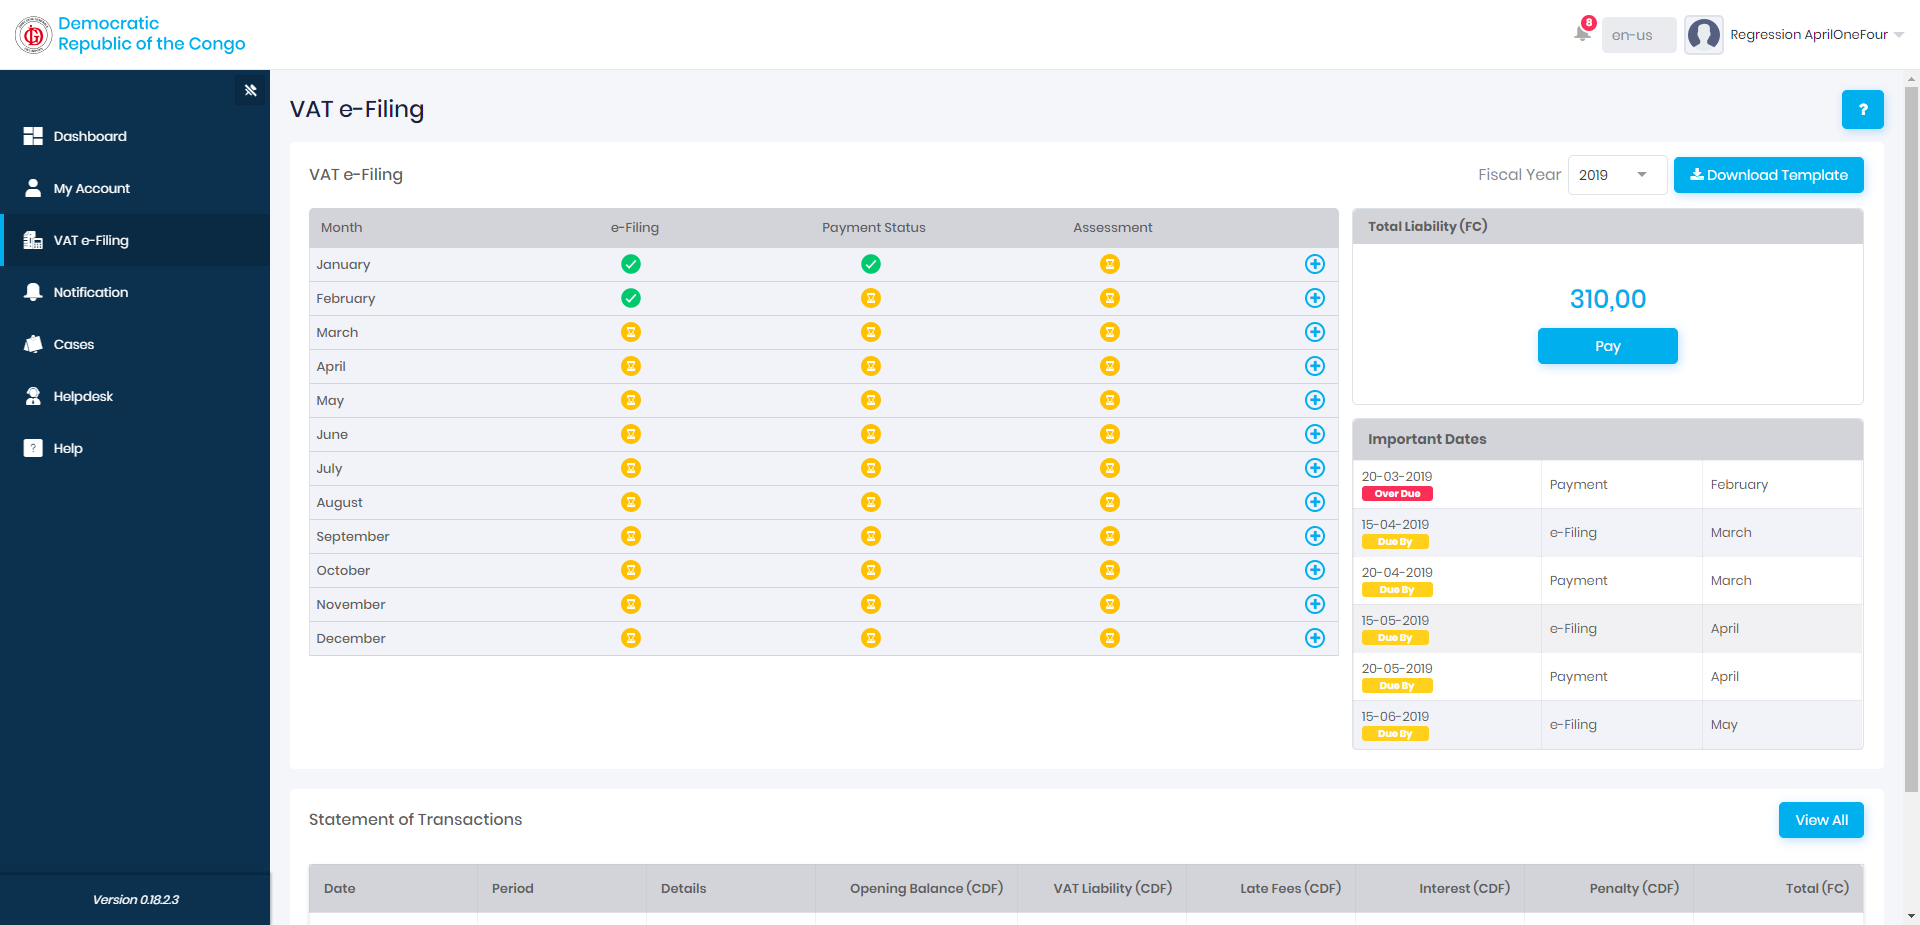 Democratic
Republic of the Congo
8
en-us
Regression AprilOneFour
Dashboard
My Account
VAT e-Filing
Notification
Cases
Helpdesk
? Help
Version 0.18.2.3
VAT e-Filing
?
VAT e-Filing
Fiscal Year 2019 Download Template
Month e-Filing Payment Status Assessment
January
February
March
April
May
June
July
August
September
October
November
December
Total Liability (FC)
310,00
Pay
Important Dates
20-03-2019
Over Due
Payment February
15-04-2019
Due By
e-Filing March
20-04-2019
Due By
Payment March
15-05-2019
Due By
e-Filing April
20-05-2019
Due By
Payment April
15-06-2019
Due By
e-Filing May
Statement of Transactions
View All
Date Period Details Opening Balance (CDF) VAT Liability (CDF) Late Fees (CDF) Interest (CDF) Penalty (CDF) Total (FC)